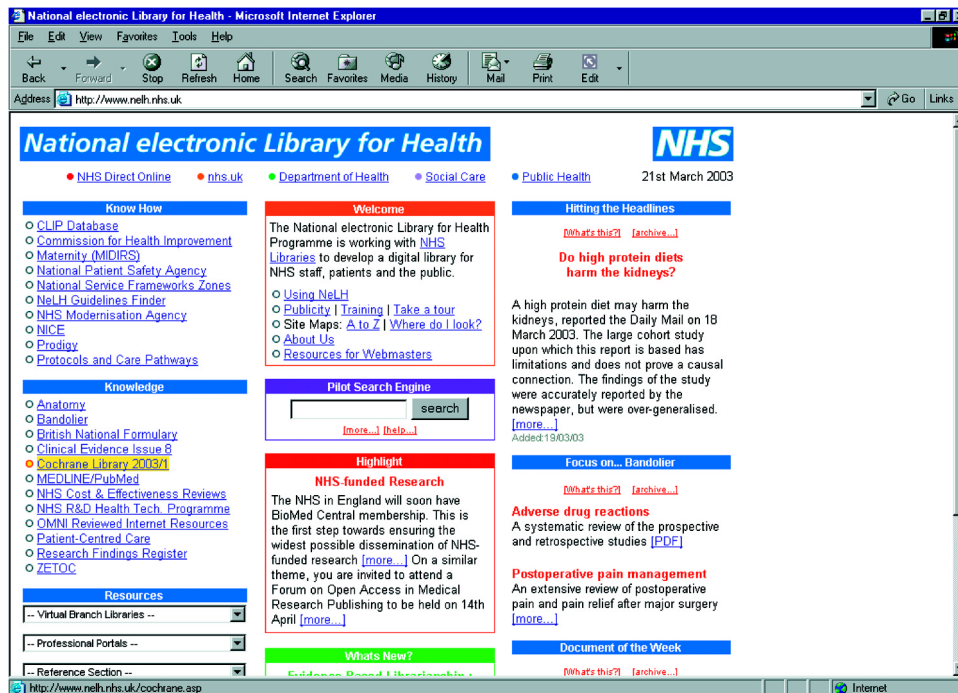 National electronic Library for Health - Microsoft Internet Explorer
File Edit View Favorites Tools Help
Back Forward Stop Refresh Home Search Favorites Media History Mail Print Edit
Address http://www.nelh.nhs.uk Go Links
National electronic Library for Health
NHS
NHS Direct Online nhs.uk Department of Health Social Care Public Health 21st March 2003
Know How
CLIP Database
Commission for Health Improvement
Maternity (MIDIRS)
National Patient Safety Agency
National Service Frameworks Zones
NeLH Guidelines Finder
NHS Modernisation Agency
NICE
Prodigy
Protocols and Care Pathways
Knowledge
Anatomy
Bandolier
British National Formulary
Clinical Evidence Issue 8
Cochrane Library 2003/1
MEDLINE/PubMed
NHS Cost & Effectiveness Reviews
NHS R&D Health Tech. Programme
OMNI Reviewed Internet Resources
Patient-Centred Care
Research Findings Register
ZETOC
Resources
-- Virtual Branch Libraries --
-- Professional Portals --
-- Reference Section --
Welcome
The National electronic Library for Health
Programme is working with NHS
Libraries to develop a digital library for
NHS staff, patients and the public.
Using NeLH
Publicity | Training | Take a tour
Site Maps: A to Z | Where do I look?
About Us
Resources for Webmasters
Pilot Search Engine
search
[more...] [help...]
Highlight
NHS-funded Research
The NHS in England will soon have
BioMed Central membership. This is
the first step towards ensuring the
widest possible dissemination of NHS-
funded research [more...] On a similar
theme, you are invited to attend a
Forum on Open Access in Medical
Research Publishing to be held on 14th
April [more...]
Whats New?
Evidence Based Librarianship :
Hitting the Headlines
[What's this?] [archive...]
Do high protein diets
harm the kidneys?
A high protein diet may harm the
kidneys, reported the Daily Mail on 18
March 2003. The large cohort study
upon which this report is based has
limitations and does not prove a causal
connection. The findings of the study
were accurately reported by the
newspaper, but were over-generalised.
[more...]
Added:19/03/03
Focus on... Bandolier
[What's this?] [archive...]
Adverse drug reactions
A systematic review of the prospective
and retrospective studies [PDF]
Postoperative pain management
An extensive review of postoperative
pain and pain relief after major surgery
[more...]
Document of the Week
[What's this?] [archive...]
http://www.nelh.nhs.uk/cochrane.asp Internet